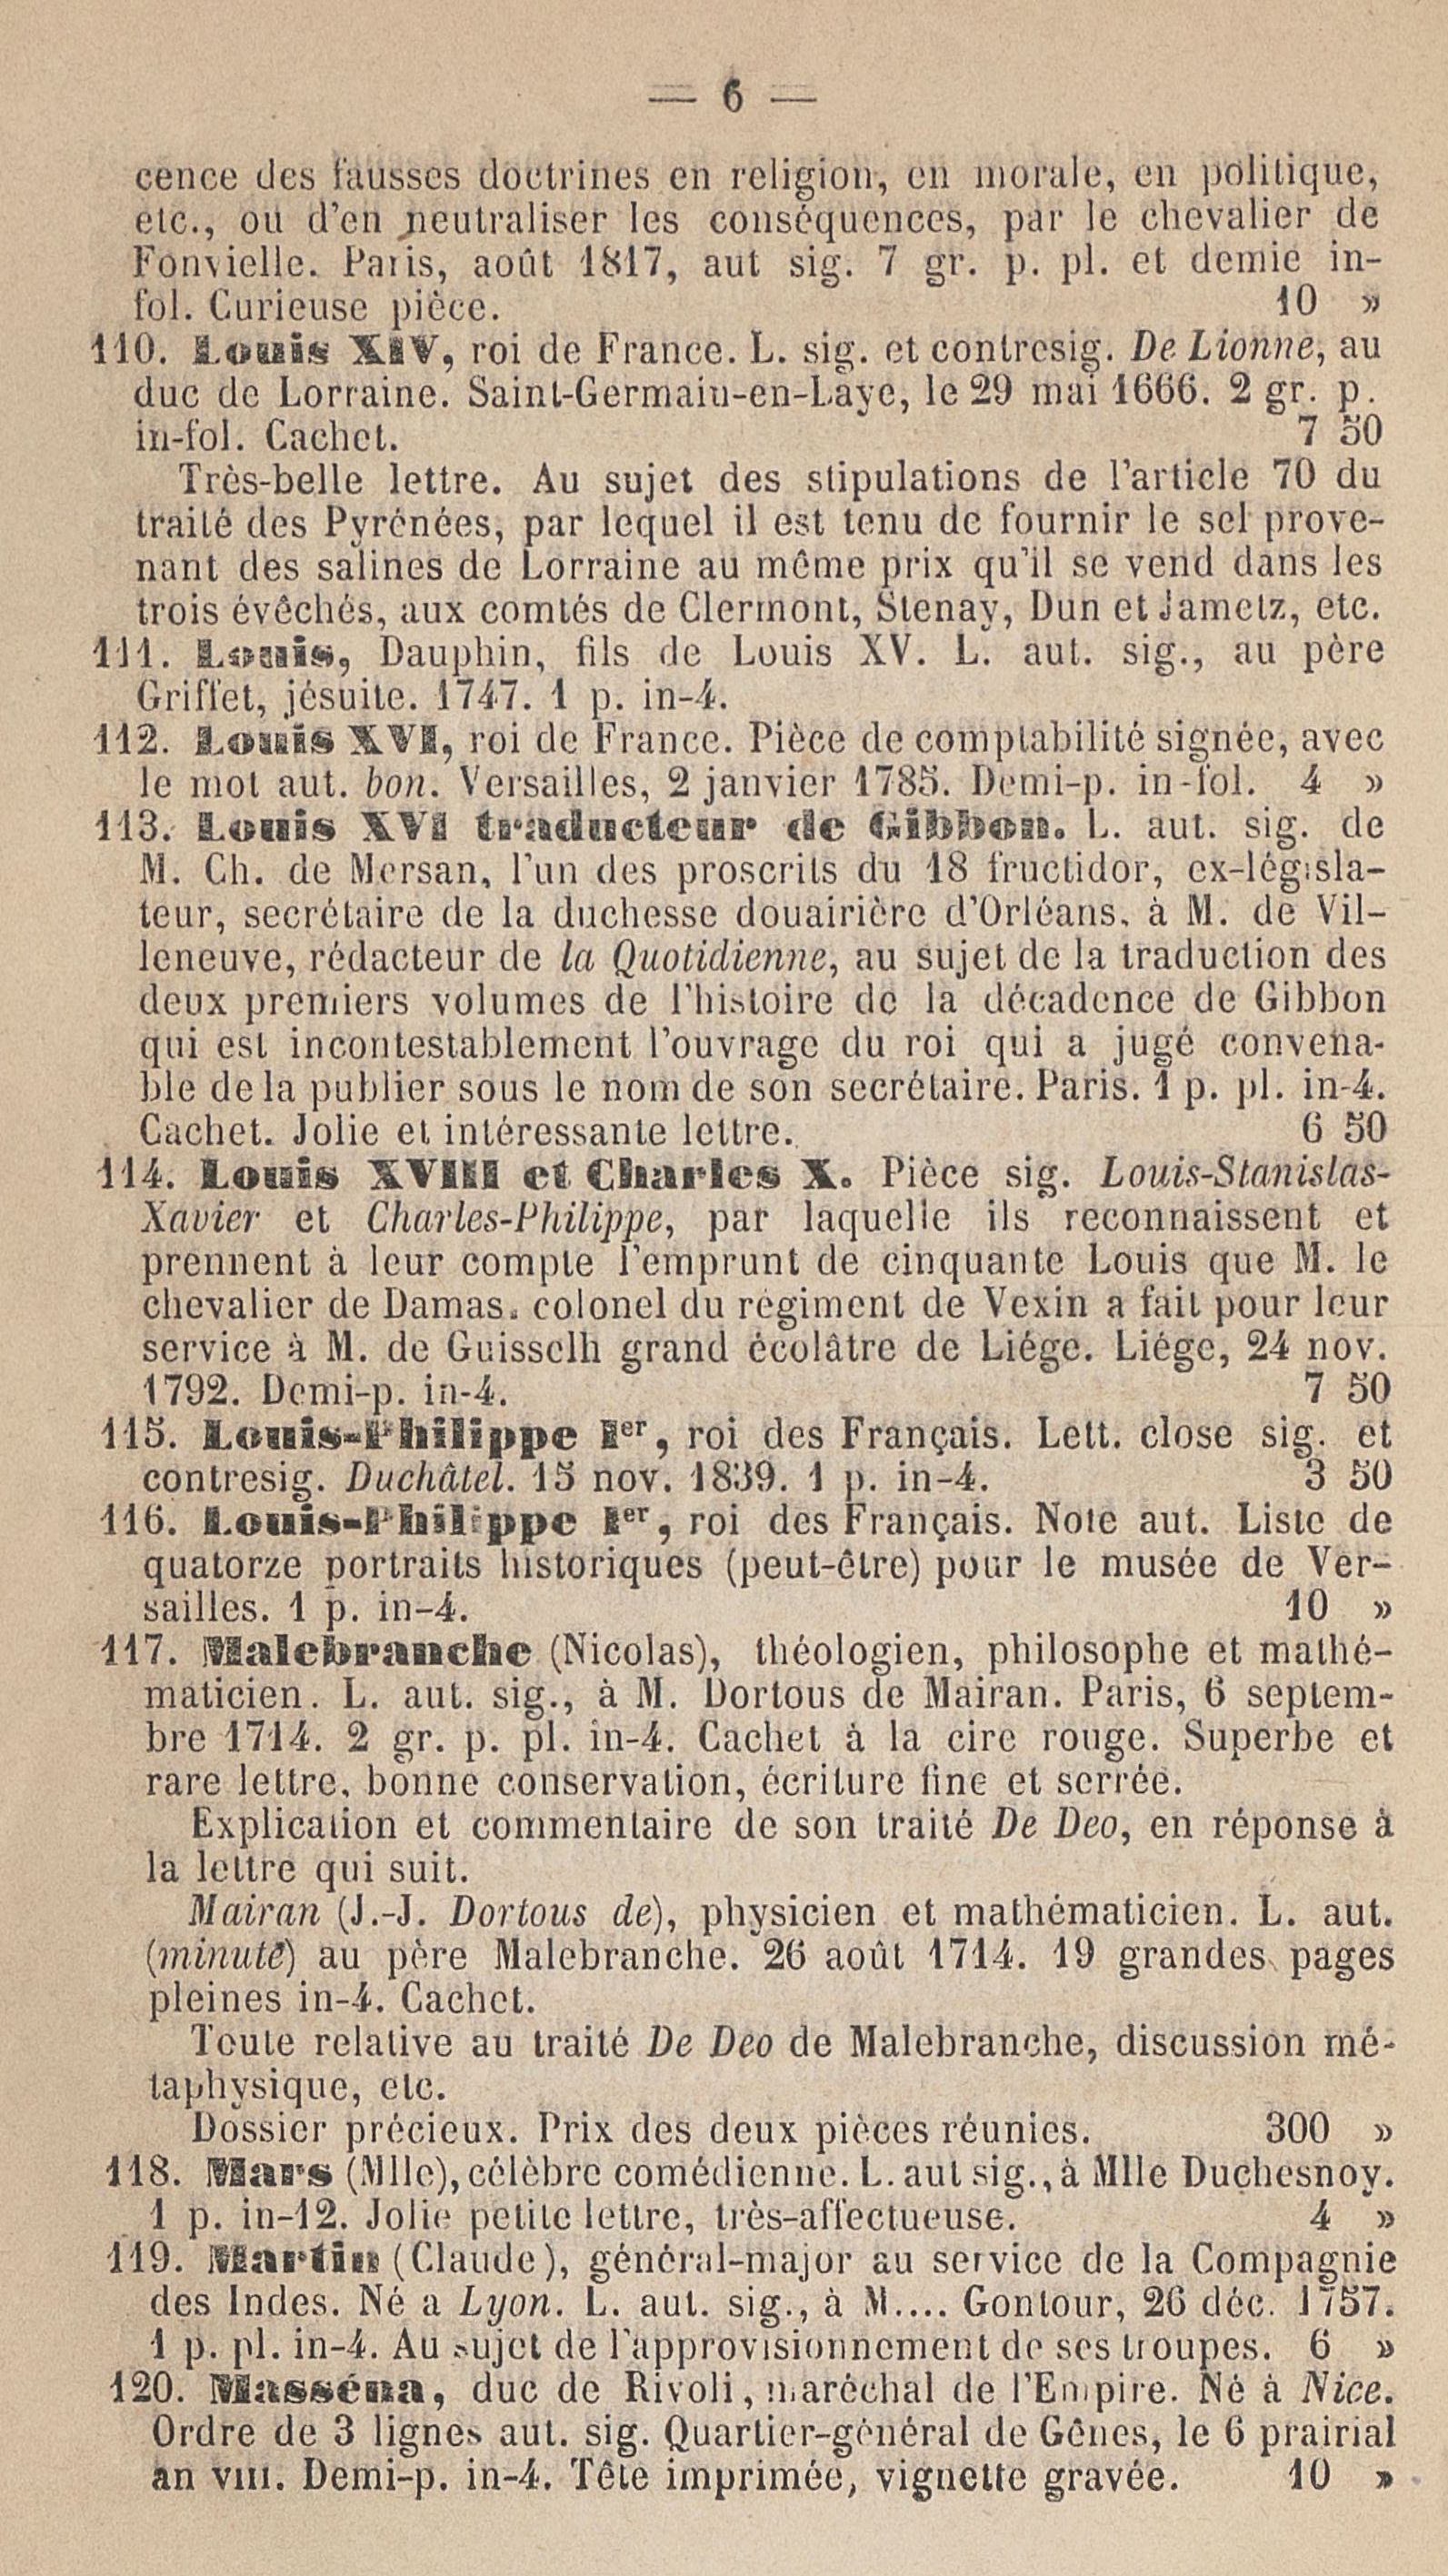 — 6 —
cence des fausses doctrines en religion, en morale, en politique,
etc., ou d'en neutraliser les conséquences, par le chevalier de
Fonvielle. Paris, août 1817, aut sig. 7 gr. p. pl. et demie in-
fol. Curieuse pièce. 10 »
110. Louis XIV, roi de France. L. sig. et contresig. De Lionne, au
duc de Lorraine. Saint-Germain-en-Laye, le 29 mai 1666. 2 gr. p.
in-fol. Cachet. 7 50
Très-belle lettre. Au sujet des stipulations de l'article 70 du
traité des Pyrénées, par lequel il est tenu de fournir le sel prove-
nant des salines de Lorraine au même prix qu'il se vend dans les
trois évêchés, aux comtés de Clermont, Stenay, Dun et Jametz, etc.
111. Louis, Dauphin, fils de Louis XV. L. aut. sig., au père
Griffet, jésuite. 1747. 1 p. in-4.
112. Louis XVI, roi de France. Pièce de comptabilité signée, avec
le mot aut. bon. Versailles, 2 janvier 1785. Demi-p. in-fol. 4 »
113. Louis XVI traducteur de Gibbon. L. aut. sig. de
M. Ch. de Mersan, l'un des proscrits du 18 fructidor, ex-législa-
teur, secrétaire de la duchesse douairière d'Orléans, à M. de Vil-
leneuve, rédacteur de la Quotidienne, au sujet de la traduction des
deux premiers volumes de l'histoire de la décadence de Gibbon
qui est incontestablement l'ouvrage du roi qui a jugé convena-
ble de la publier sous le nom de son secrétaire. Paris. 1 p. pl. in-4.
Cachet. Jolie et intéressante lettre. 6 50
114. Louis XVIII et Charles X. Pièce sig. Louis-Stanislas-
Xavier et Charles-Philippe, par laquelle ils reconnaissent et
prennent à leur compte l'emprunt de cinquante Louis que M. le
chevalier de Damas. colonel du régiment de Vexin a fait pour leur
service à M. de Guisselh grand écolâtre de Liége. Liége, 24 nov.
1792. Demi-p. in-4. 7 50
115. Louis-Philippe Ier, roi des Français. Lett. close sig. et
contresig. Duchâtel. 15 nov. 1839. 1 p. in-4. 3 50
116. Louis-Philippe Ier, roi des Français. Note aut. Liste de
quatorze portraits historiques (peut-être) pour le musée de Ver-
sailles. 1 p. in-4. 10 »
117. Malebranche (Nicolas), théologien, philosophe et mathé-
maticien. L. aut. sig., à M. Dortous de Mairan. Paris, 6 septem-
bre 1714. 2 gr. p. pl. in-4. Cachet à la cire rouge. Superbe et
rare lettre, bonne conservation, écriture fine et serrée.
Explication et commentaire de son traité De Deo, en réponse à
la lettre qui suit.
Mairan (J.-J. Dortous de), physicien et mathématicien. L. aut.
(minute) au père Malebranche. 26 août 1714. 19 grandes pages
pleines in-4. Cachet.
Toute relative au traité De Deo de Malebranche, discussion mé-
taphysique, etc.
Dossier précieux. Prix des deux pièces réunies. 300 »
118. Mars (Mlle), célèbre comédienne. L. aut sig., à Mlle Duchesnoy.
1 p. in-12. Jolie petite lettre, très-affectueuse. 4 »
119. Martin (Claude), général-major au service de la Compagnie
des Indes. Né a Lyon. L. aut. sig., à M.... Gontour, 26 déc. 1757.
1 p. pl. in-4. Au sujet de l'approvisionnement de ses troupes. 6 »
120. Masséna, duc de Rivoli, maréchal de l'Empire. Né à Nice.
Ordre de 3 lignes aut. sig. Quartier-général de Gênes, le 6 prairial
an VIII. Demi-p. in-4. Tête imprimée, vignette gravée. 10 »